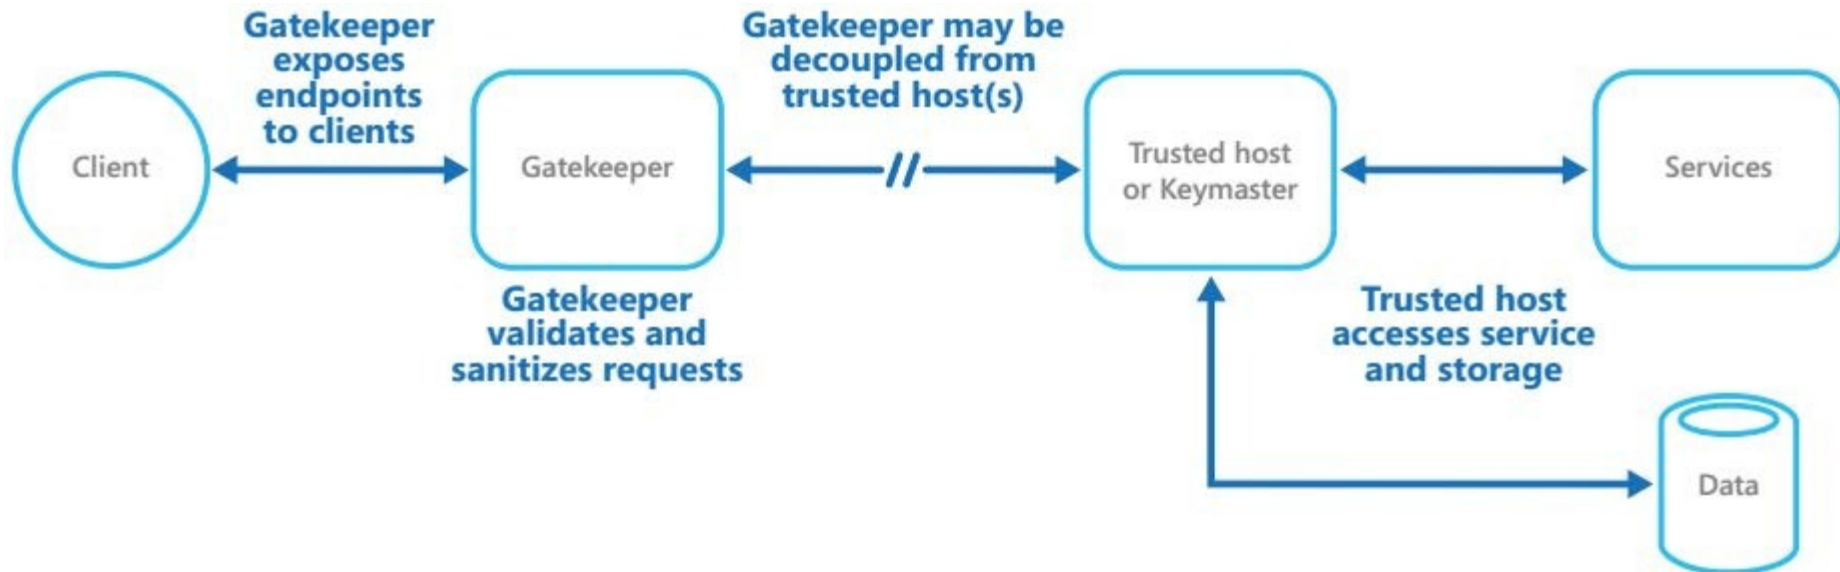 Gatekeeper
exposes
endpoints
to clients
Gatekeeper may be
decoupled from
trusted host(s)
Client
Gatekeeper
Trusted host
or Keymaster
Services
Gatekeeper
validates and
sanitizes requests
Trusted host
accesses service
and storage
Data